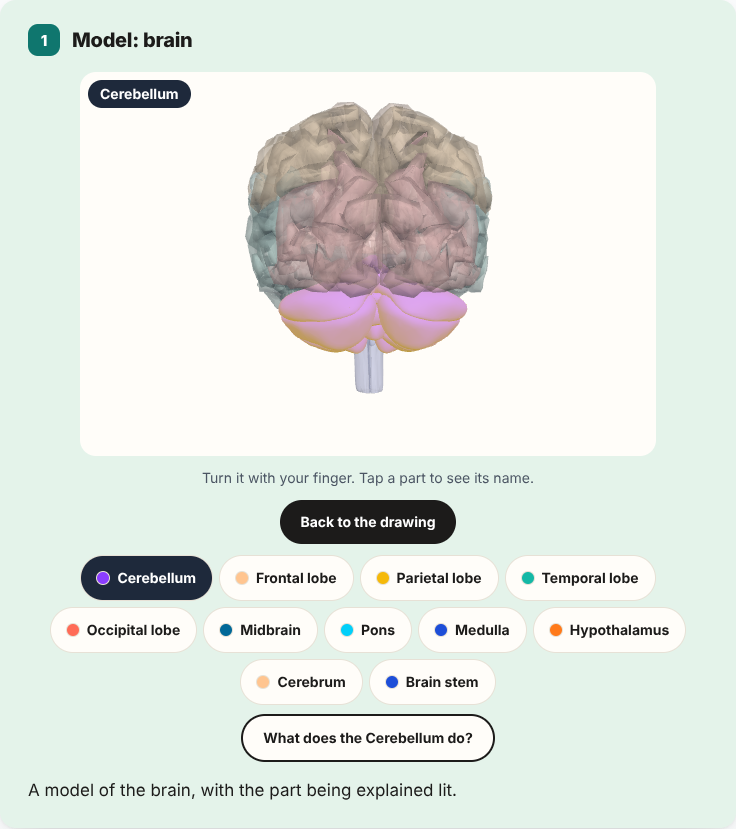 1 Model: brain
Cerebellum
Turn it with your finger. Tap a part to see its name.
Back to the drawing
Cerebellum Frontal lobe Parietal lobe Temporal lobe
Occipital lobe Midbrain Pons Medulla Hypothalamus
Cerebrum Brain stem
What does the Cerebellum do?
A model of the brain, with the part being explained lit.